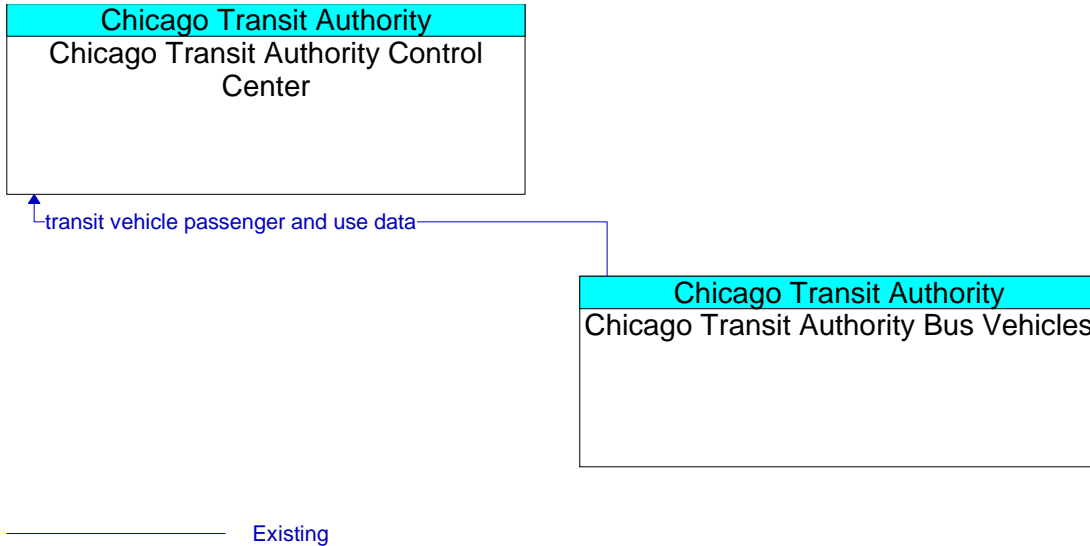 Chicago Transit Authority
Chicago Transit Authority Control
Center
transit vehicle passenger and use data
Chicago Transit Authority
Chicago Transit Authority Bus Vehicles
Existing